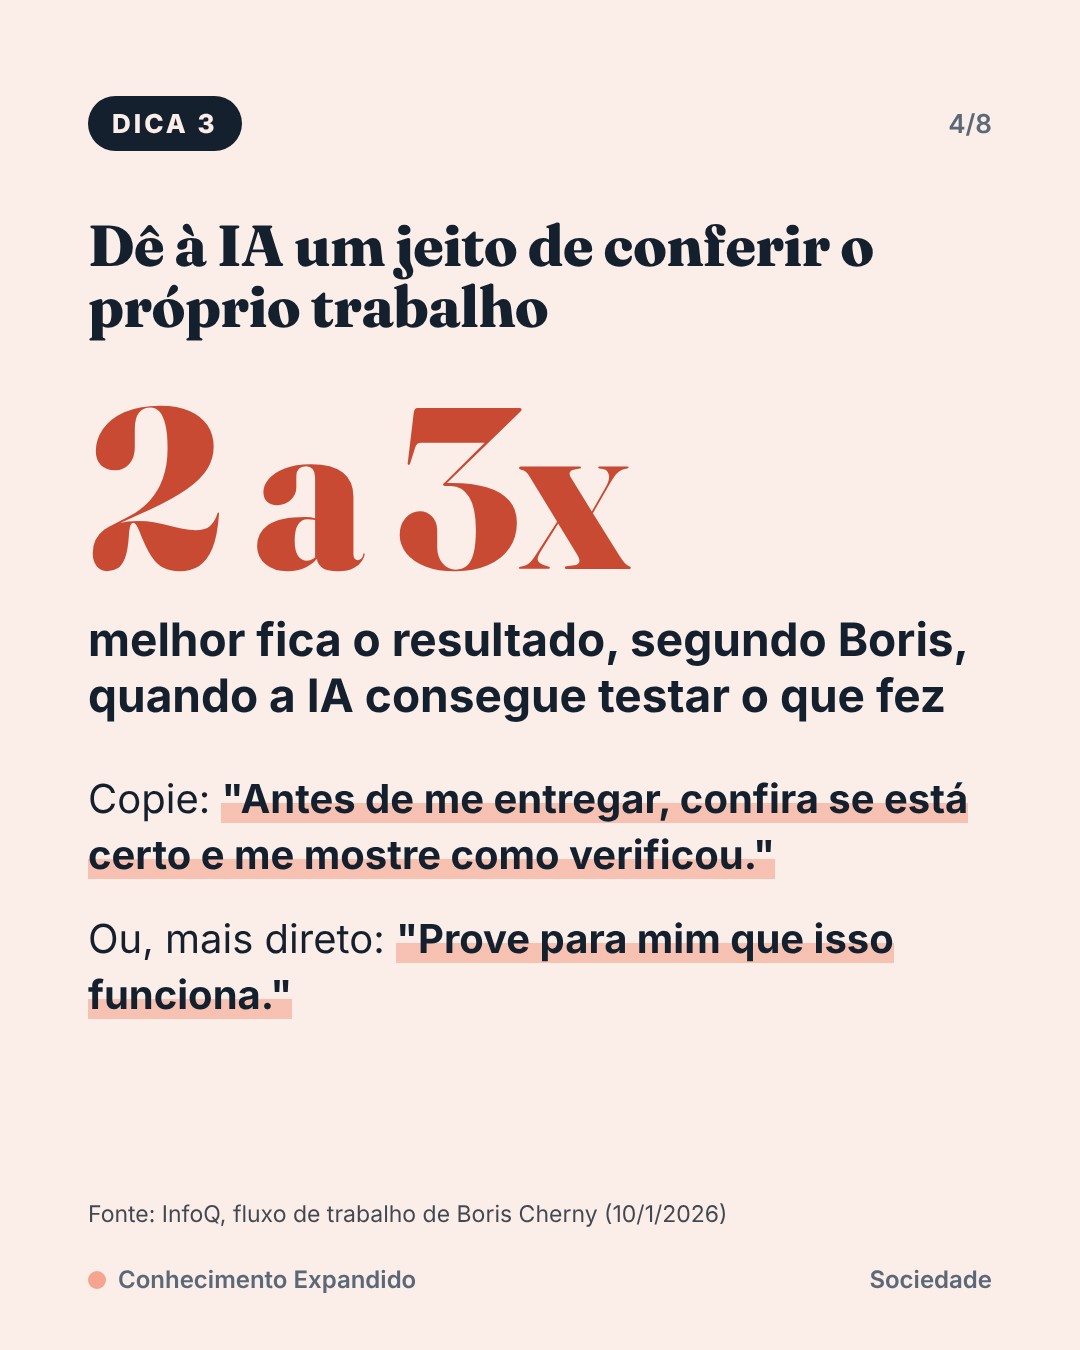 DICA 3
4/8
Dê à IA um jeito de conferir o
próprio trabalho
2 a 3x
melhor fica o resultado, segundo Boris,
quando a IA consegue testar o que fez
Copie: "Antes de me entregar, confira se está
certo e me mostre como verificou."
Ou, mais direto: "Prove para mim que isso
funciona."
Fonte: InfoQ, fluxo de trabalho de Boris Cherny (10/1/2026)
Conhecimento Expandido
Sociedade